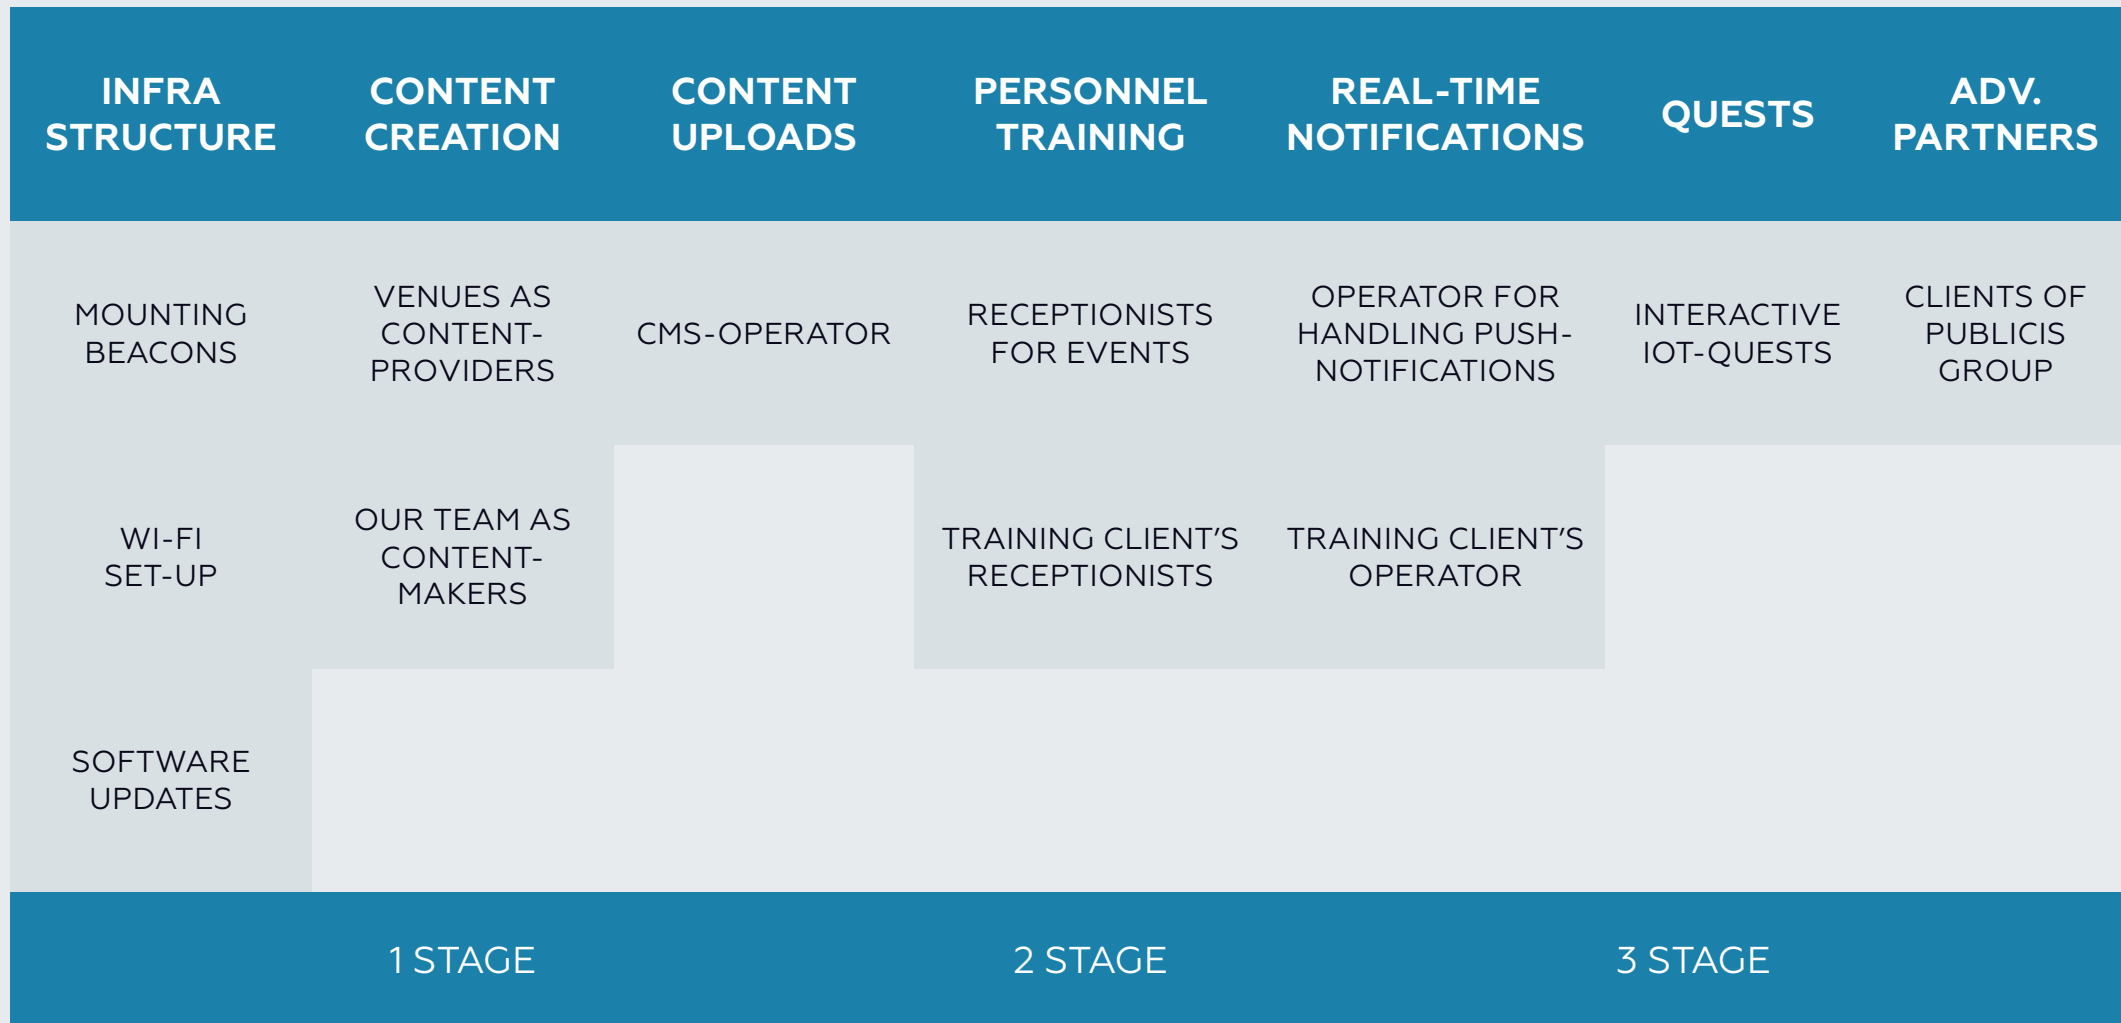 INFRA
STRUCTURE
CONTENT
CREATION
CONTENT
UPLOADS
PERSONNEL
TRAINING
REAL-TIME
NOTIFICATIONS
QUESTS
ADV.
PARTNERS
MOUNTING
BEACONS
VENUES AS
CONTENT-
PROVIDERS
CMS-OPERATOR
RECEPTIONISTS
FOR EVENTS
OPERATOR FOR
HANDLING PUSH-
NOTIFICATIONS
INTERACTIVE
IOT-QUESTS
CLIENTS OF
PUBLICIS
GROUP
WI-FI
SET-UP
OUR TEAM AS
CONTENT-
MAKERS
TRAINING CLIENT'S
RECEPTIONISTS
TRAINING CLIENT'S
OPERATOR
SOFTWARE
UPDATES
1 STAGE
2 STAGE
3 STAGE